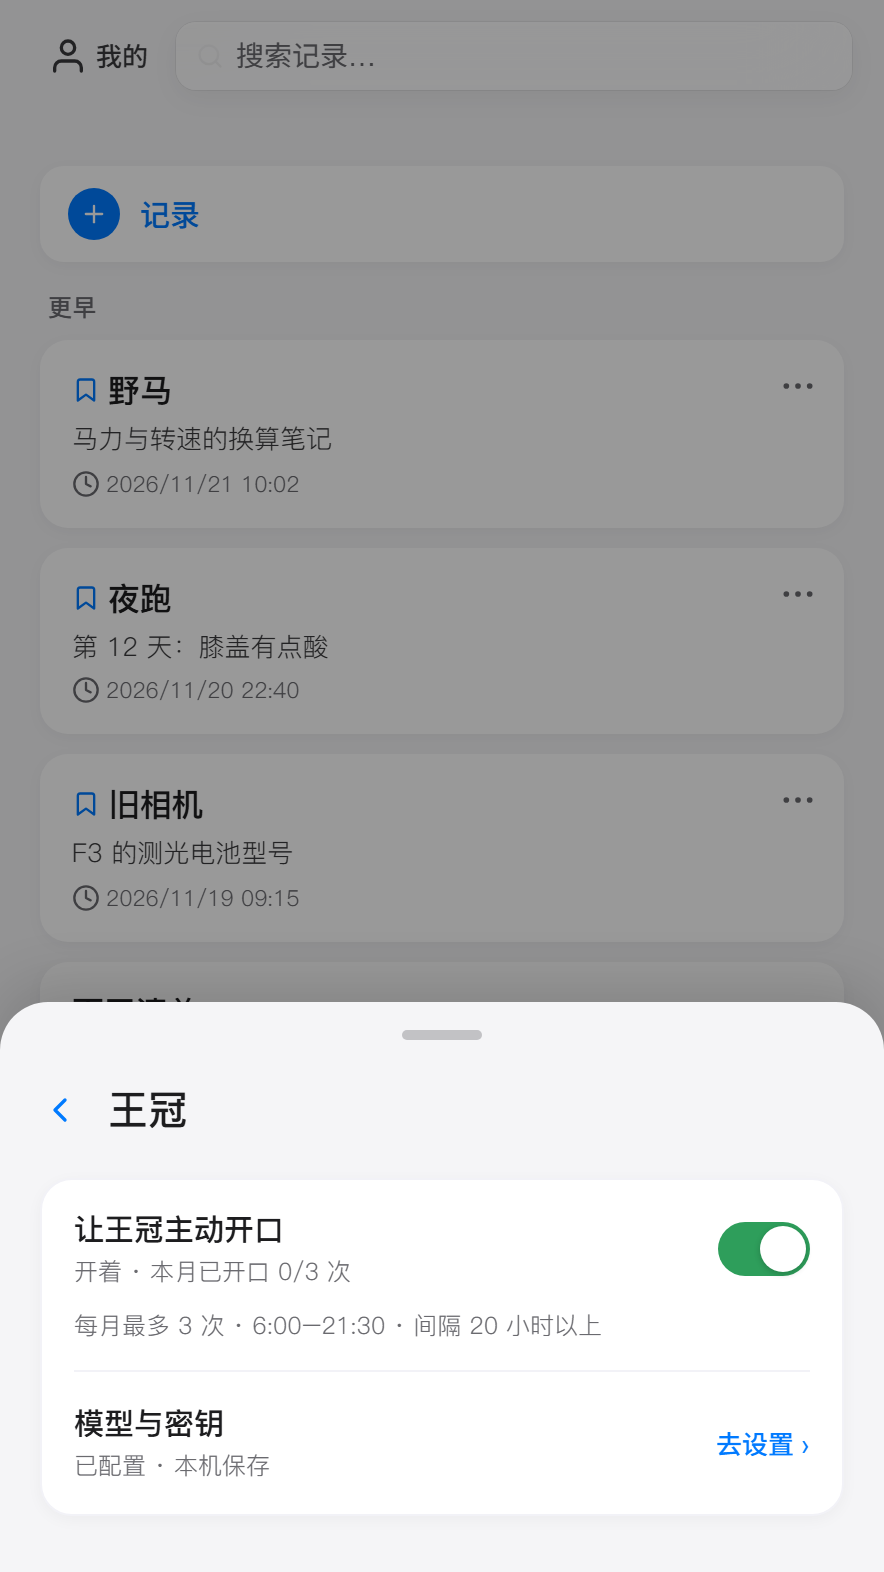 我的
搜索记录...
记录
更早
野马
马力与转速的换算笔记
2026/11/21 10:02
夜跑
第 12 天：膝盖有点酸
2026/11/20 22:40
旧相机
F3 的测光电池型号
2026/11/19 09:15
王冠
让王冠主动开口
开着 · 本月已开口 0/3 次
每月最多 3 次 · 6:00–21:30 · 间隔 20 小时以上
模型与密钥
去设置 ›
已配置 · 本机保存